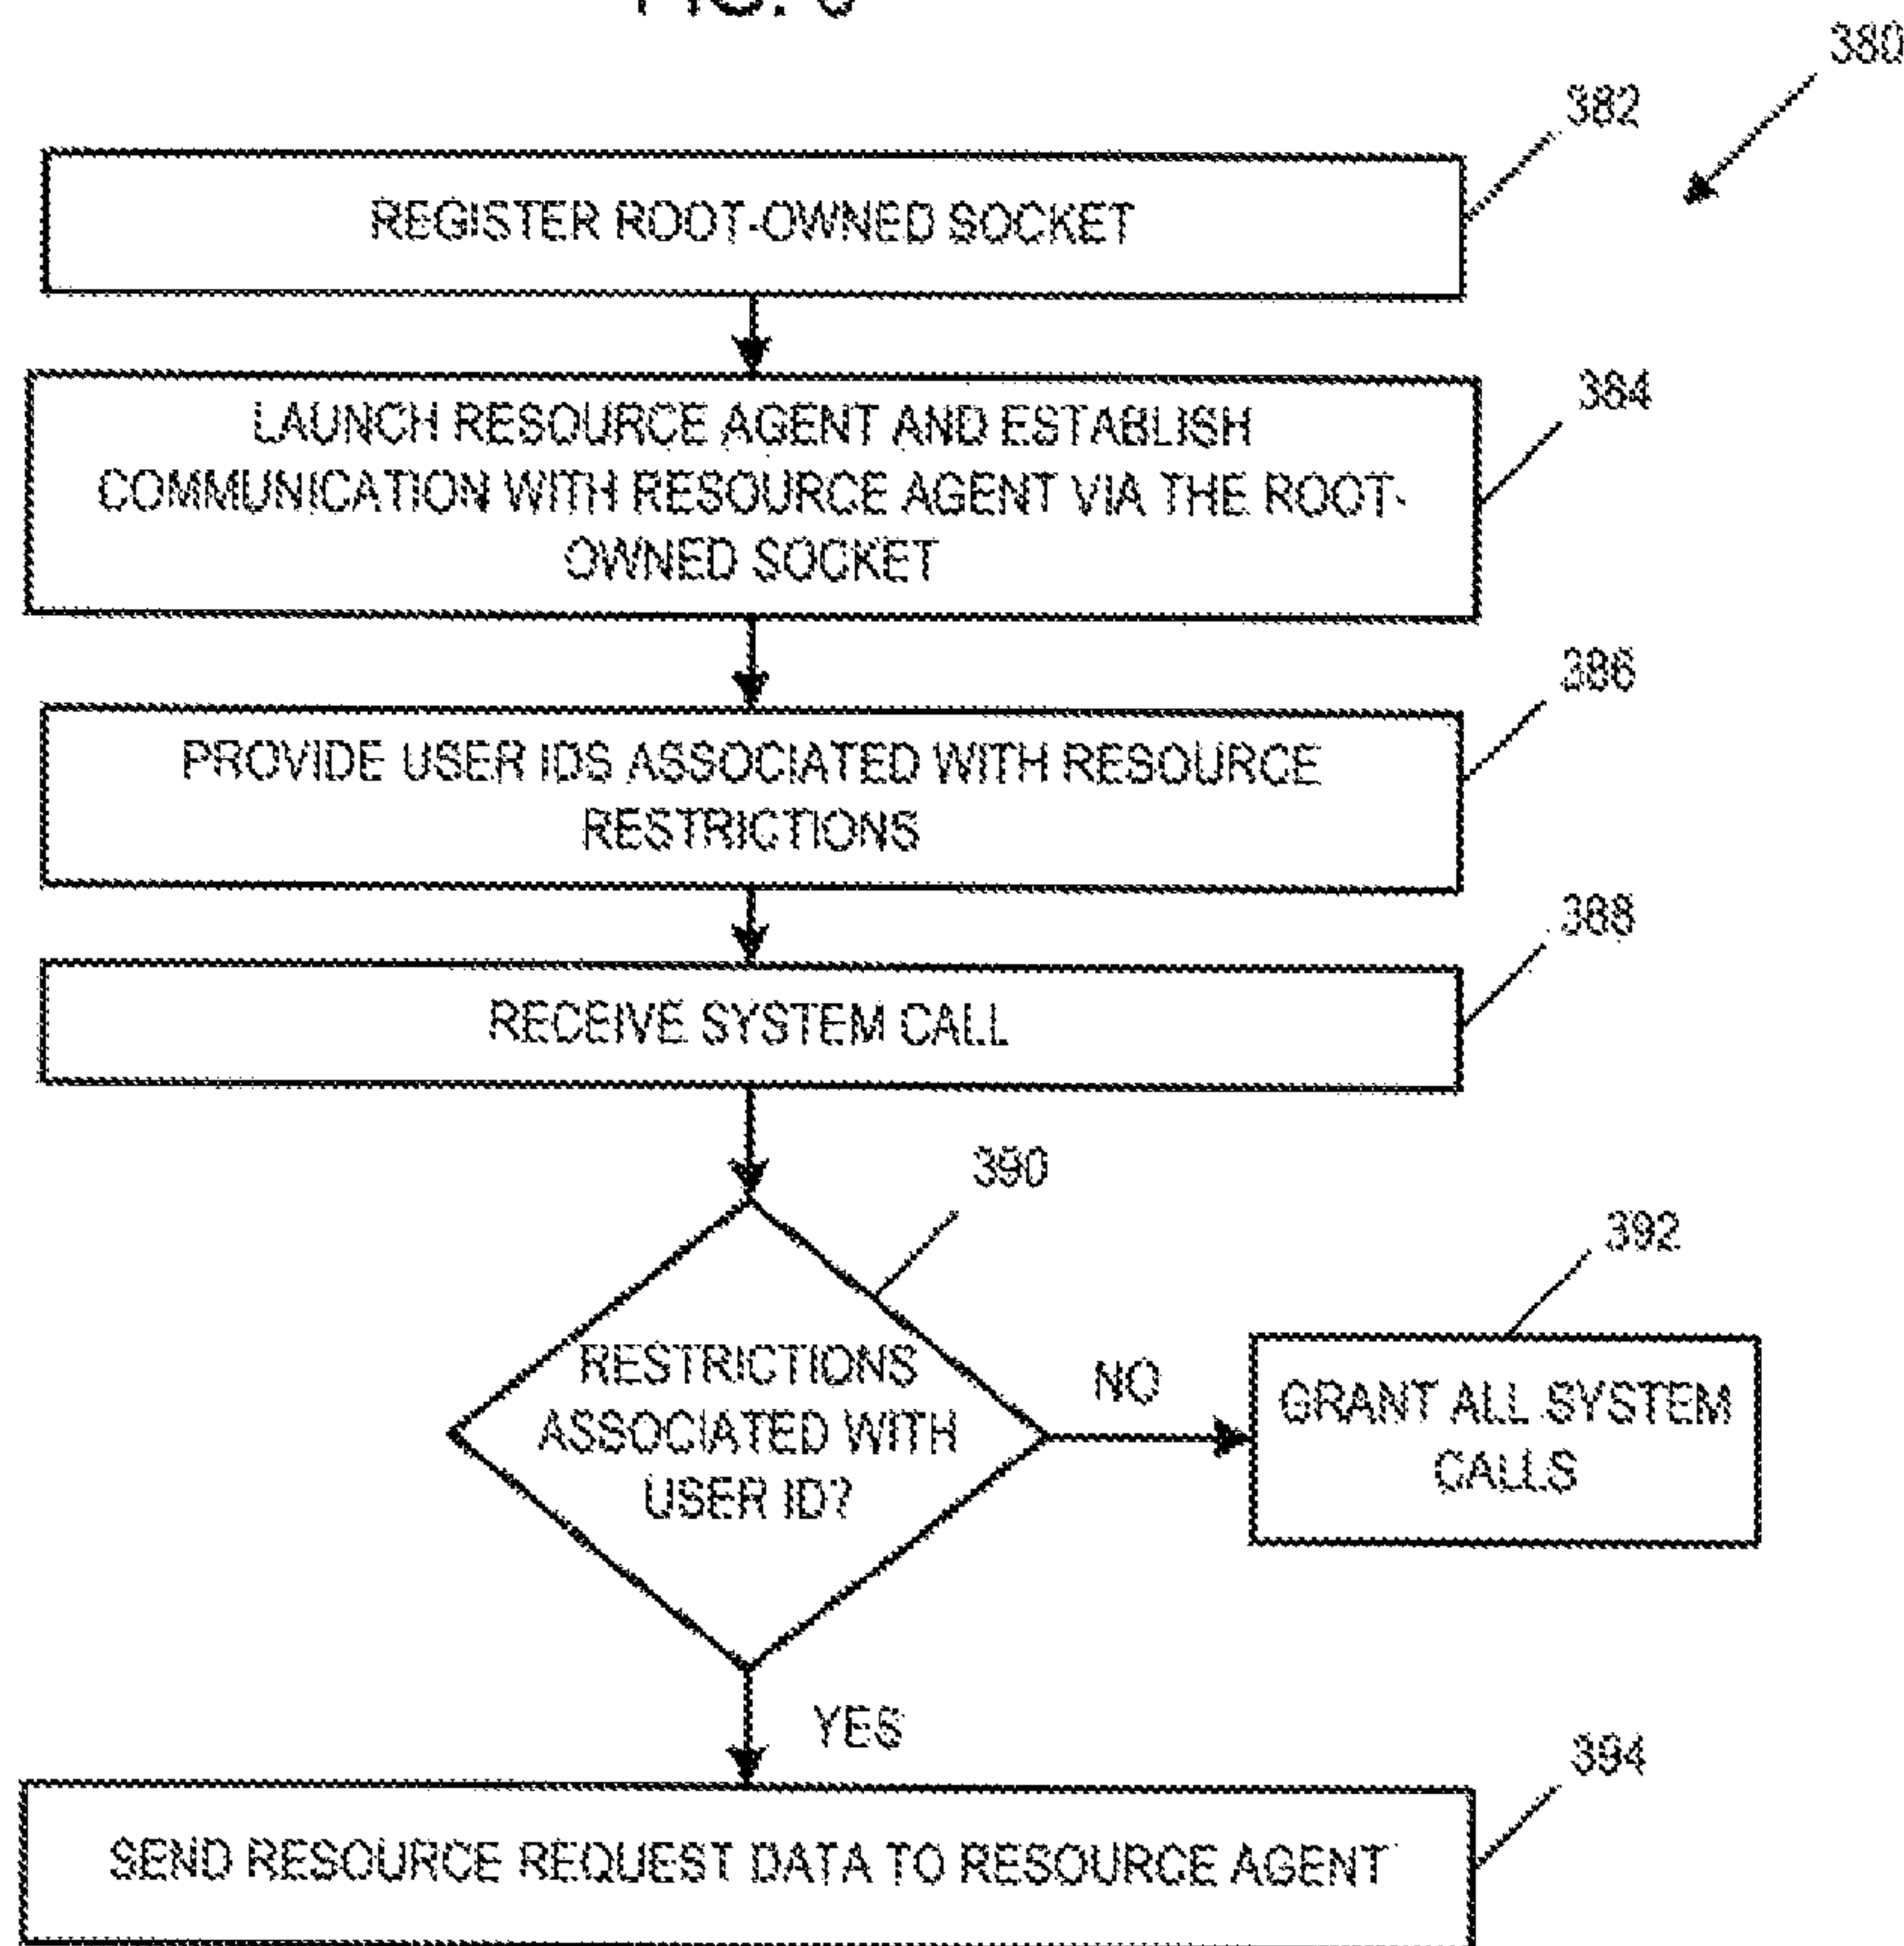 380
382
REGISTER ROOT-OWNED SOCKET
384
LAUNCH RESOURCE AGENT AND ESTABLISH
COMMUNICATION WITH RESOURCE AGENT VIA THE ROOT-
OWNED SOCKET
386
PROVIDE USER IDS ASSOCIATED WITH RESOURCE
RESTRICTIONS
388
RECEIVE SYSTEM CALL
390
392
RESTRICTIONS
ASSOCIATED WITH
USER ID?
NO
GRANT ALL SYSTEM
CALLS
YES
394
SEND RESOURCE REQUEST DATA TO RESOURCE AGENT